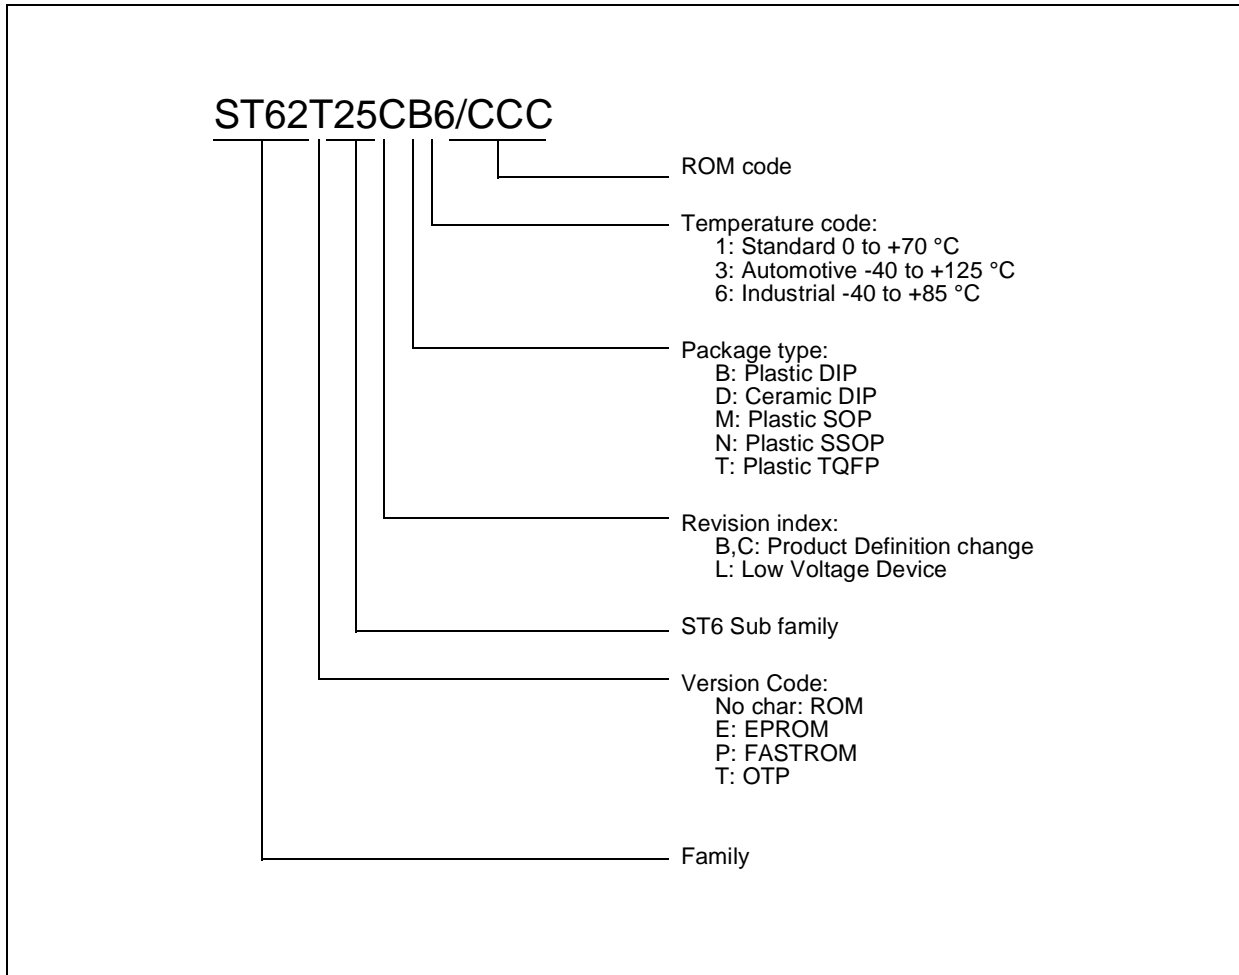 ST62T25CB6/CCC
ROM code
Temperature code:
1: Standard 0 to +70 °C
3: Automotive -40 to +125 °C
6: Industrial -40 to +85 °C
Package type:
B: Plastic DIP
D: Ceramic DIP
M: Plastic SOP
N: Plastic SSOP
T: Plastic TQFP
Revision index:
B,C: Product Definition change
L: Low Voltage Device
ST6 Sub family
Version Code:
No char: ROM
E: EPROM
P: FASTROM
T: OTP
Family